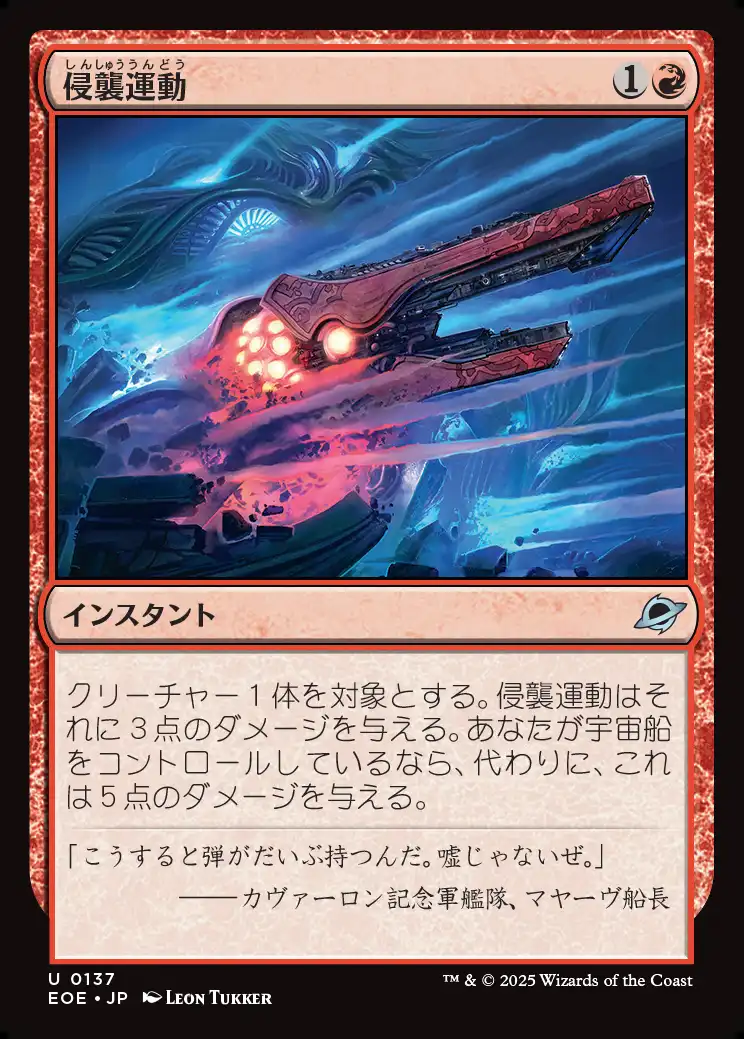 しんしゅううんどう
侵襲運動
1
インスタント
クリーチャー1体を対象とする。侵襲運動はそ
れに3点のダメージを与える。あなたが宇宙船
をコントロールしているなら、代わりに、これ
は5点のダメージを与える。
「こうすると弾がだいぶ持つんだ。嘘じゃないぜ。」
――カヴァーロン記念軍艦隊、マヤーヴ船長
U 0137
EOE • JP Leon Tukker
™ & © 2025 Wizards of the Coast